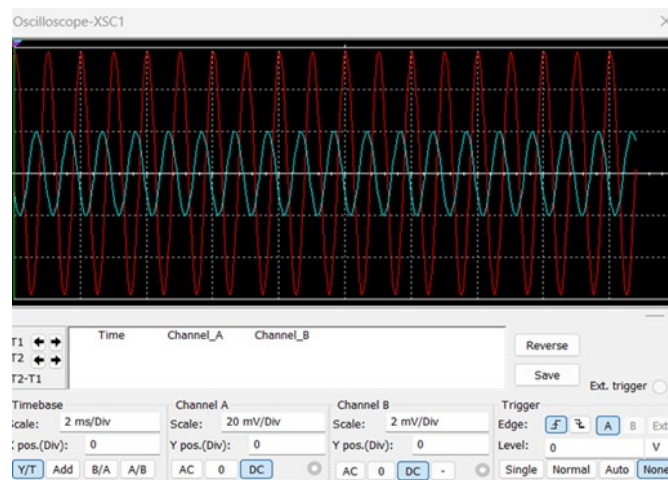 Oscilloscope-XSC1
Time Channel_A Channel_B
T1
T2
T2-T1
Reverse
Save
Ext. trigger
Timebase
Scale: 2 ms/Div
X pos.(Div): 0
Y/T Add B/A A/B
Channel A
Scale: 20 mV/Div
Y pos.(Div): 0
AC 0 DC
Channel B
Scale: 2 mV/Div
Y pos.(Div): 0
AC 0 DC -
Trigger
Edge: A B Ext
Level: 0 V
Single Normal Auto None